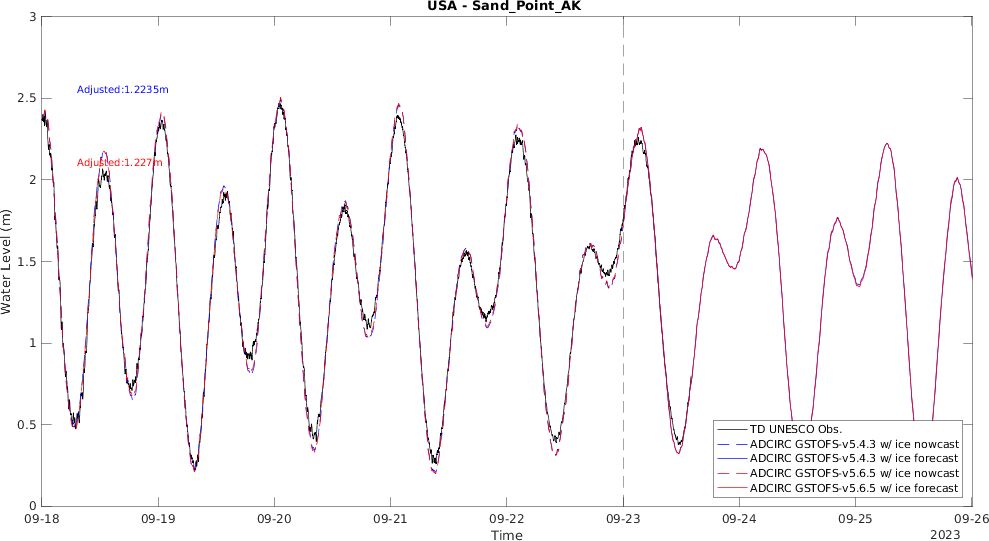 USA - Sand_Point_AK
3
2.5
2
1.5
1
0.5
0
Water Level (m)
Adjusted:1.2235m
Adjusted:1.227m
TD UNESCO Obs.
ADCIRC GSTOFS-v5.4.3 w/ ice nowcast
ADCIRC GSTOFS-v5.4.3 w/ ice forecast
ADCIRC GSTOFS-v5.6.5 w/ ice nowcast
ADCIRC GSTOFS-v5.6.5 w/ ice forecast
09-18 09-19 09-20 09-21 09-22 09-23 09-24 09-25 09-26
Time
2023